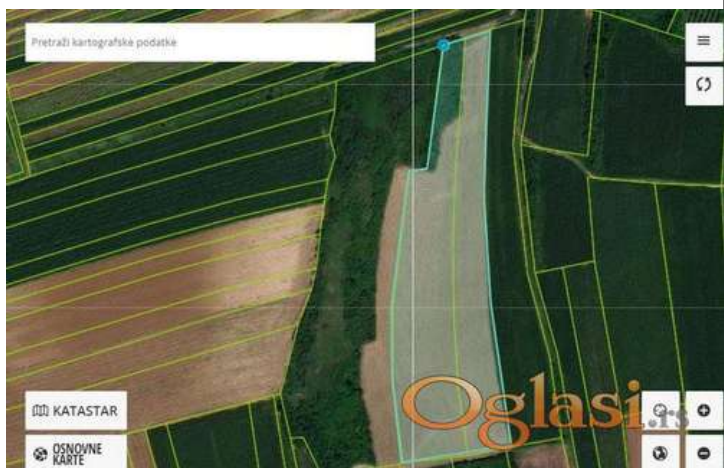 Pretraži kartografske podatke
KATASTAR
OSNOVNE
KARTE
Oglasi.rs